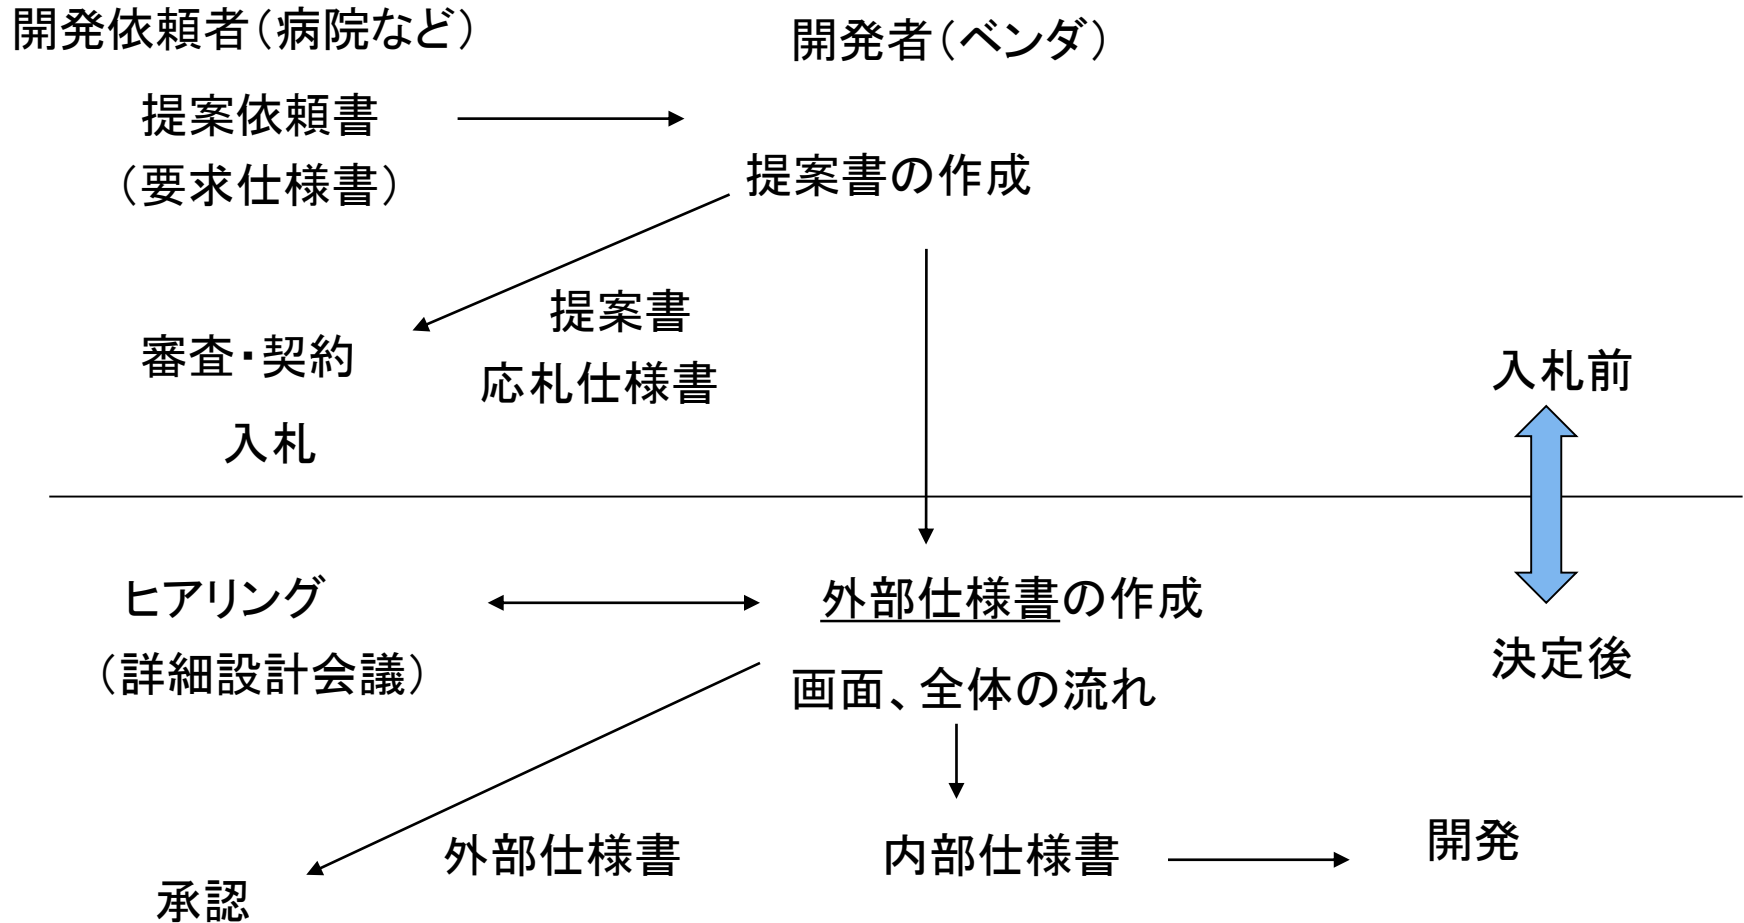 開発依頼者（病院など）
開発者（ベンダ）
提案依頼書
（要求仕様書）
提案書の作成
提案書
応札仕様書
審査・契約
入札
入札前
ヒアリング
（詳細設計会議）
外部仕様書の作成
画面、全体の流れ
決定後
外部仕様書
内部仕様書
開発
承認